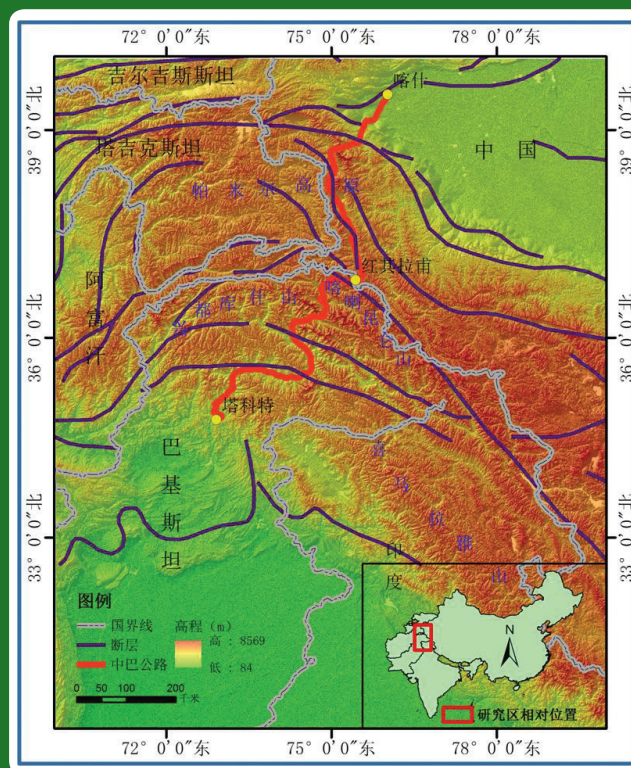 72° 0′0″东
75° 0′0″东
78° 0′0″东
39° 0′0″北
36° 0′0″北
33° 0′0″北
39° 0′0″北
36° 0′0″北
33° 0′0″北
吉尔吉斯斯坦
喀什
塔吉克斯坦
中国
帕米尔高原
红其拉甫
阿富汗
兴都库什山
喀喇昆仑山
塔科特
巴基斯坦
喜马拉雅山
印度
图例
国界线
断层
中巴公路
高程（m）
高：8569
低：84
0 50 100 200
千米
N
研究区相对位置
72° 0′0″东
75° 0′0″东
78° 0′0″东